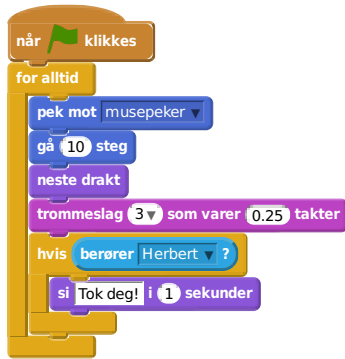 når klikkes
for alltid
pek mot musepeker
gå 10 steg
neste drakt
trommeslag 3 som varer 0.25 takter
hvis berører Herbert ?
si Tok deg! i 1 sekunder